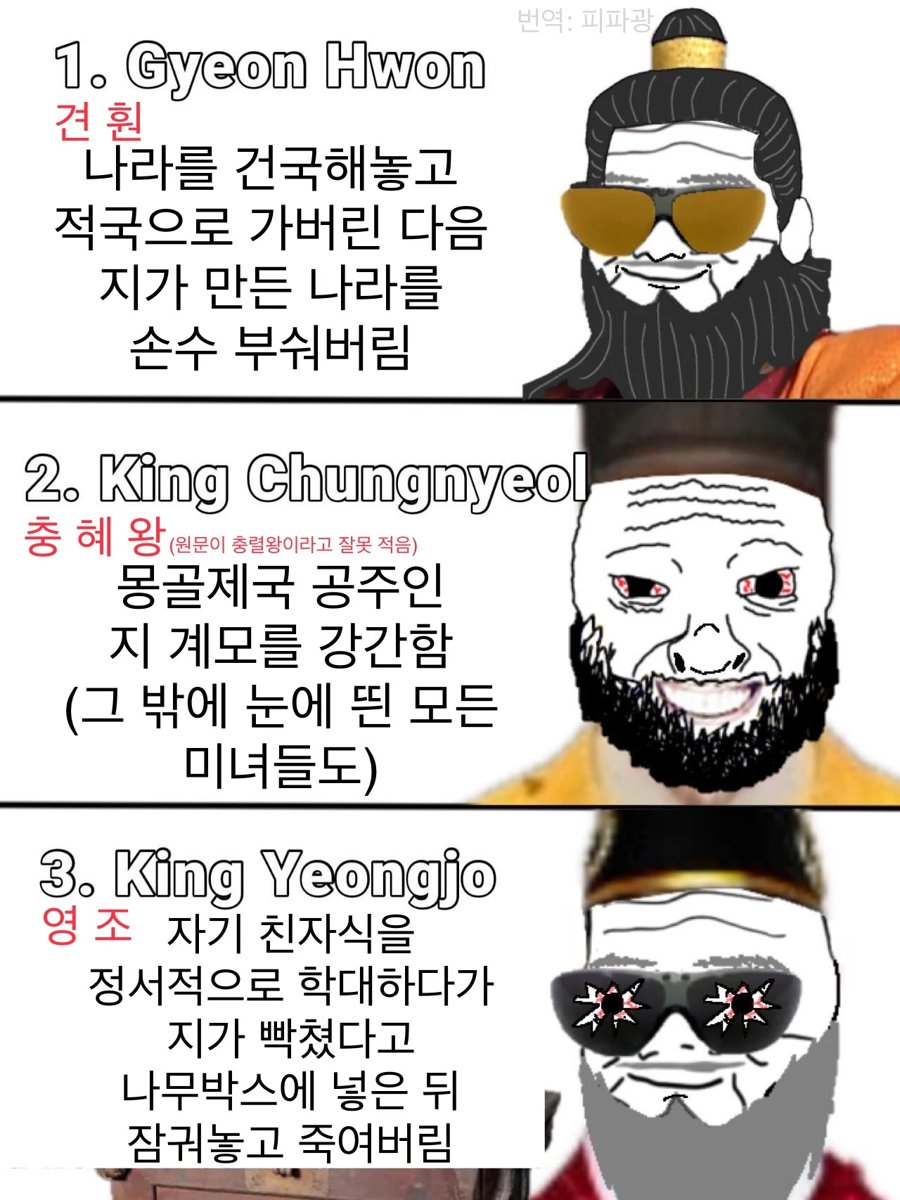 번역: 피파광
1. Gyeon Hwon
견 훤
나라를 건국해놓고
적국으로 가버린 다음
지가 만든 나라를
손수 부숴버림
2. King Chungnyeol
충 혜 왕 (원문이 충렬왕이라고 잘못 적음)
몽골제국 공주인
지 계모를 강간함
(그 밖에 눈에 띈 모든
미녀들도)
3. King Yeongjo
영 조 자기 친자식을
정서적으로 학대하다가
지가 빡쳤다고
나무박스에 넣은 뒤
잠궈놓고 죽여버림